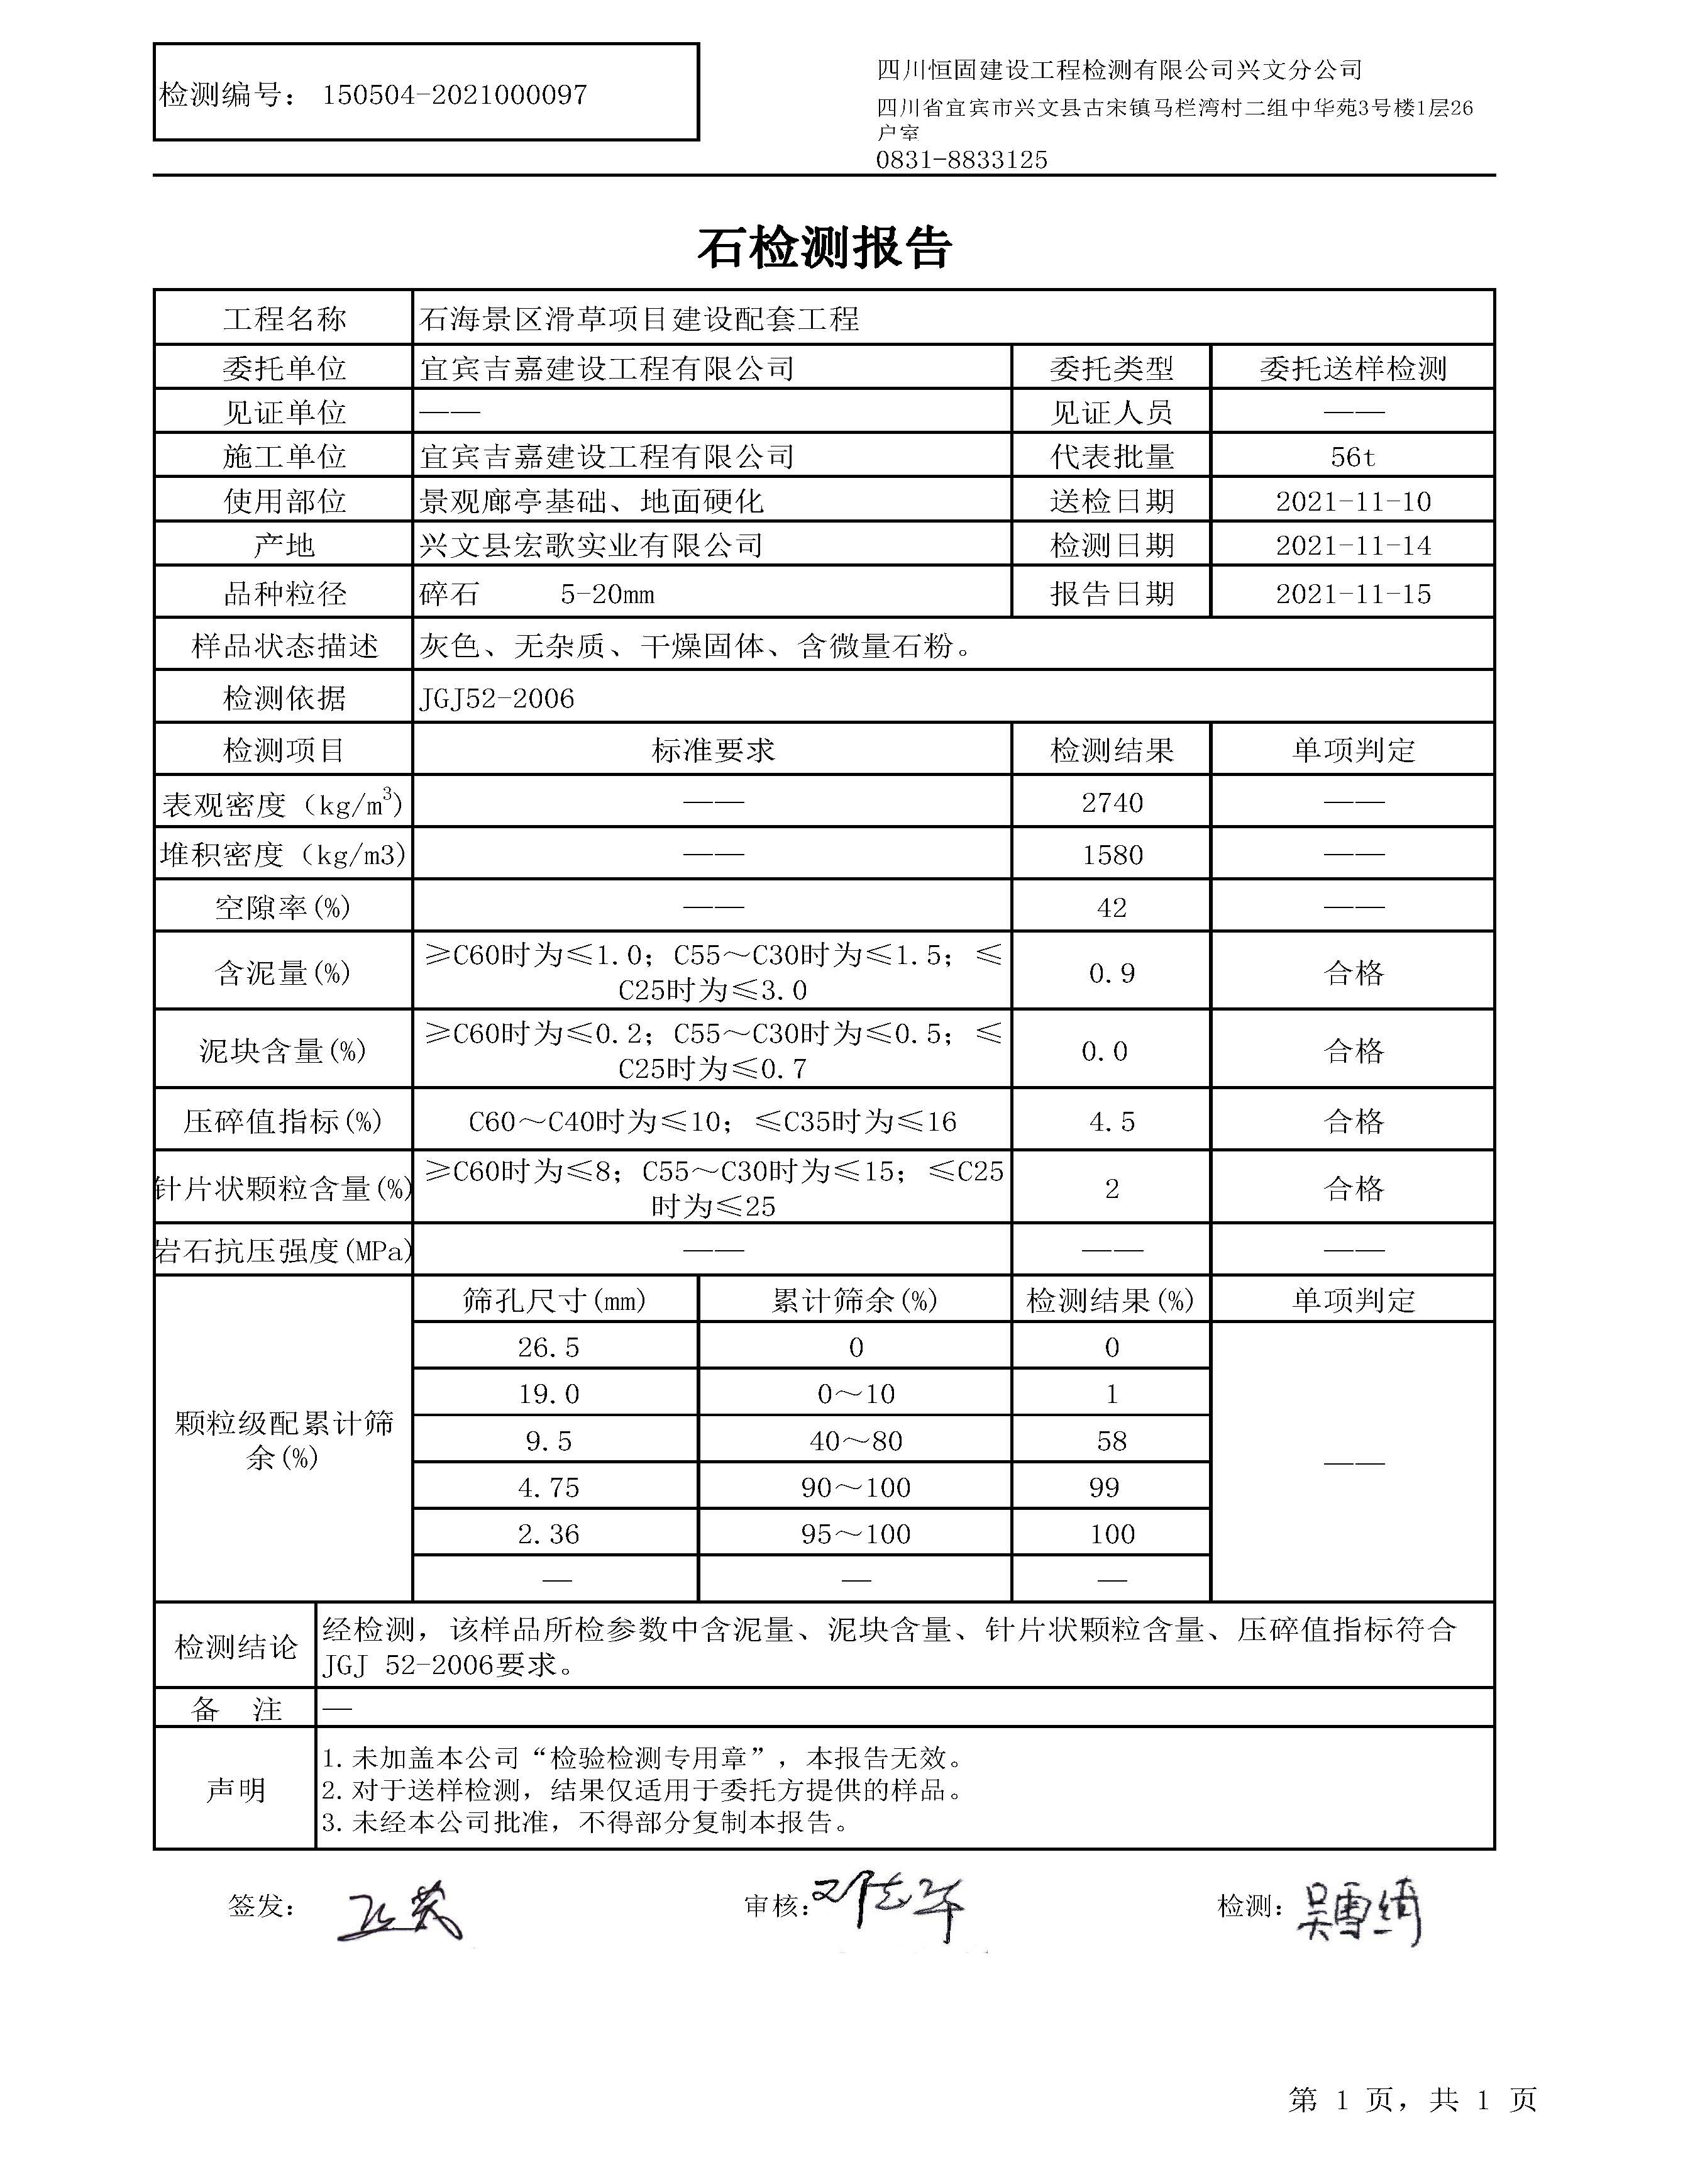 检测编号： 150504-2021000097
四川恒固建设工程检测有限公司兴文分公司
四川省宜宾市兴文县古宋镇马栏湾村二组中华苑3号楼1层26
户室
0831-8833125
石检测报告
工程名称 石海景区滑草项目建设配套工程
委托单位 宜宾吉嘉建设工程有限公司 委托类型 委托送样检测
见证单位 —— 见证人员 ——
施工单位 宜宾吉嘉建设工程有限公司 代表批量 56t
使用部位 景观廊亭基础、地面硬化 送检日期 2021-11-10
产地 兴文县宏歌实业有限公司 检测日期 2021-11-14
品种粒径 碎石 5-20mm 报告日期 2021-11-15
样品状态描述 灰色、无杂质、干燥固体、含微量石粉。
检测依据 JGJ52-2006
检测项目 标准要求 检测结果 单项判定
表观密度（kg/m³) —— 2740 ——
堆积密度（kg/m3) —— 1580 ——
空隙率(%) —— 42 ——
含泥量(%) ≥C60时为≤1.0；C55～C30时为≤1.5；≤
C25时为≤3.0 0.9 合格
泥块含量(%) ≥C60时为≤0.2；C55～C30时为≤0.5；≤
C25时为≤0.7 0.0 合格
压碎值指标(%) C60～C40时为≤10；≤C35时为≤16 4.5 合格
针片状颗粒含量(%) ≥C60时为≤8；C55～C30时为≤15；≤C25
时为≤25 2 合格
岩石抗压强度(MPa) —— —— ——
筛孔尺寸(mm) 累计筛余(%) 检测结果(%) 单项判定
26.5 0 0
19.0 0～10 1
颗粒级配累计筛
余(%)
9.5 40～80 58
——
4.75 90～100 99
2.36 95～100 100
— — —
检测结论 经检测，该样品所检参数中含泥量、泥块含量、针片状颗粒含量、压碎值指标符合
JGJ 52-2006要求。
备 注 —
声明
1. 未加盖本公司“检验检测专用章”，本报告无效。
2. 对于送样检测，结果仅适用于委托方提供的样品。
3. 未经本公司批准，不得部分复制本报告。
签发： 审核： 检测：吴雪绮
第 1 页，共 1 页